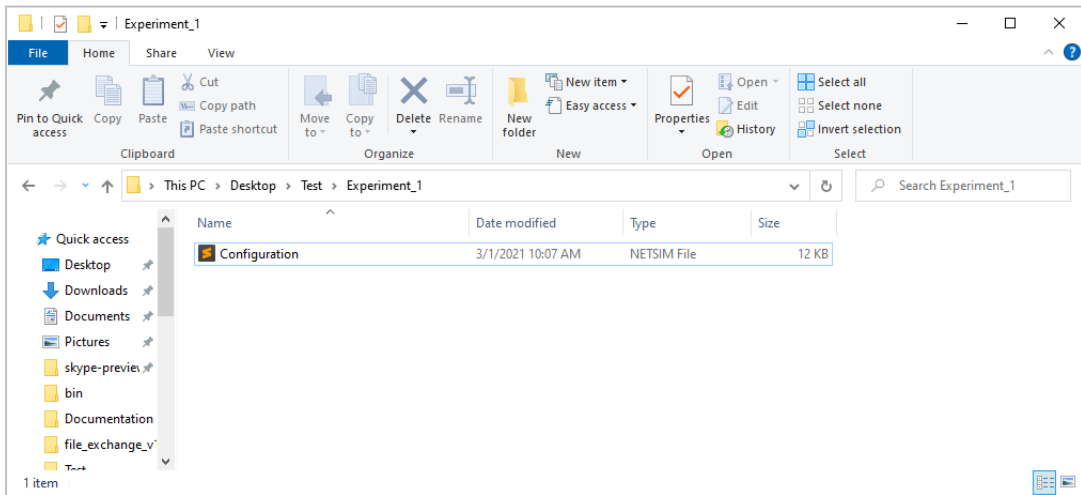 Experiment_1
File Home Share View
Pin to Quick access
Copy
Paste
Cut
Copy path
Paste shortcut
Move to
Copy to
Delete
Rename
New folder
New item
Easy access
Properties
Open
Edit
History
Select all
Select none
Invert selection
Clipboard Organize New Open Select
This PC > Desktop > Test > Experiment_1
Search Experiment_1
Name Date modified Type Size
Configuration 3/1/2021 10:07 AM NETSIM File 12 KB
Quick access
Desktop
Downloads
Documents
Pictures
skype-previev
bin
Documentation
file_exchange_v
Test
1 item